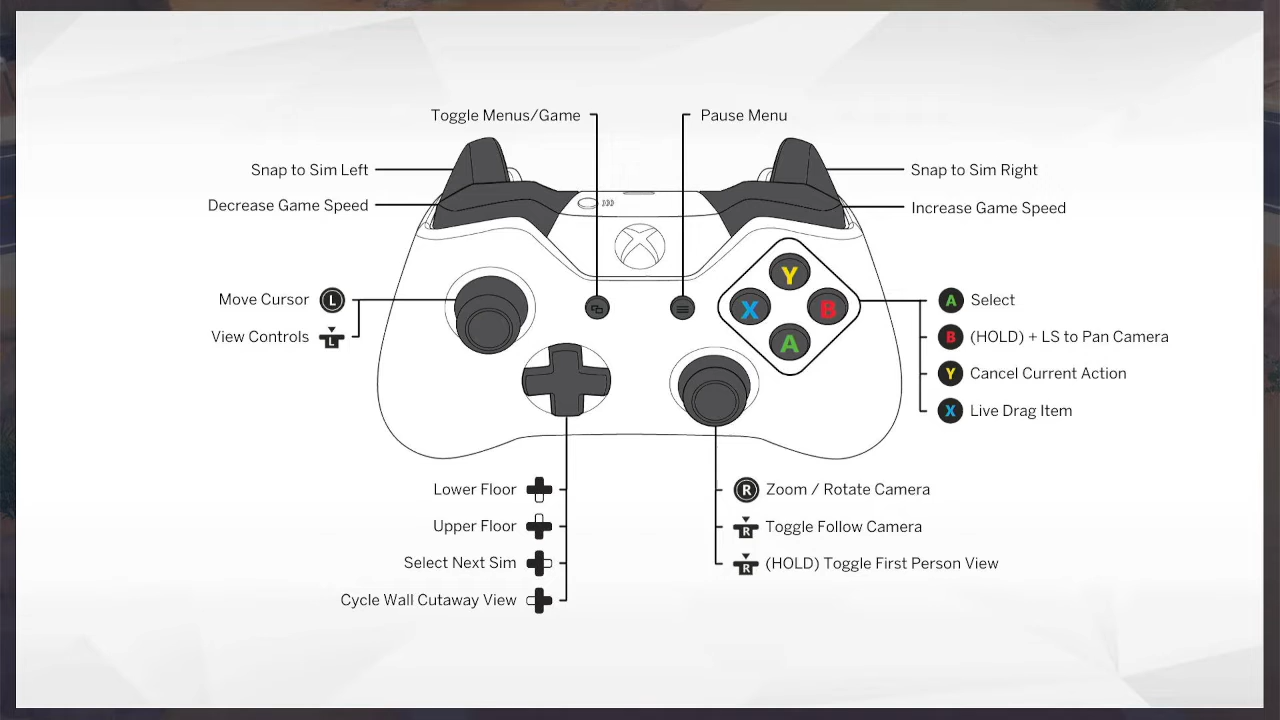 Toggle Menus/Game
Pause Menu
Snap to Sim Left
Snap to Sim Right
Decrease Game Speed
Increase Game Speed
Y
X
B
A
Move Cursor L
View Controls L
A Select
B (HOLD) + LS to Pan Camera
Y Cancel Current Action
X Live Drag Item
Lower Floor
Upper Floor
Select Next Sim
Cycle Wall Cutaway View
R Zoom / Rotate Camera
R Toggle Follow Camera
R (HOLD) Toggle First Person View